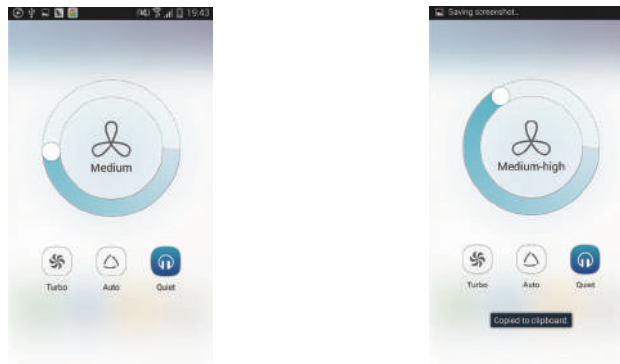 19:43
Medium
Turbo Auto Quiet
Saving screenshot...
Medium-high
Turbo Auto Quiet
Copied to clipboard.